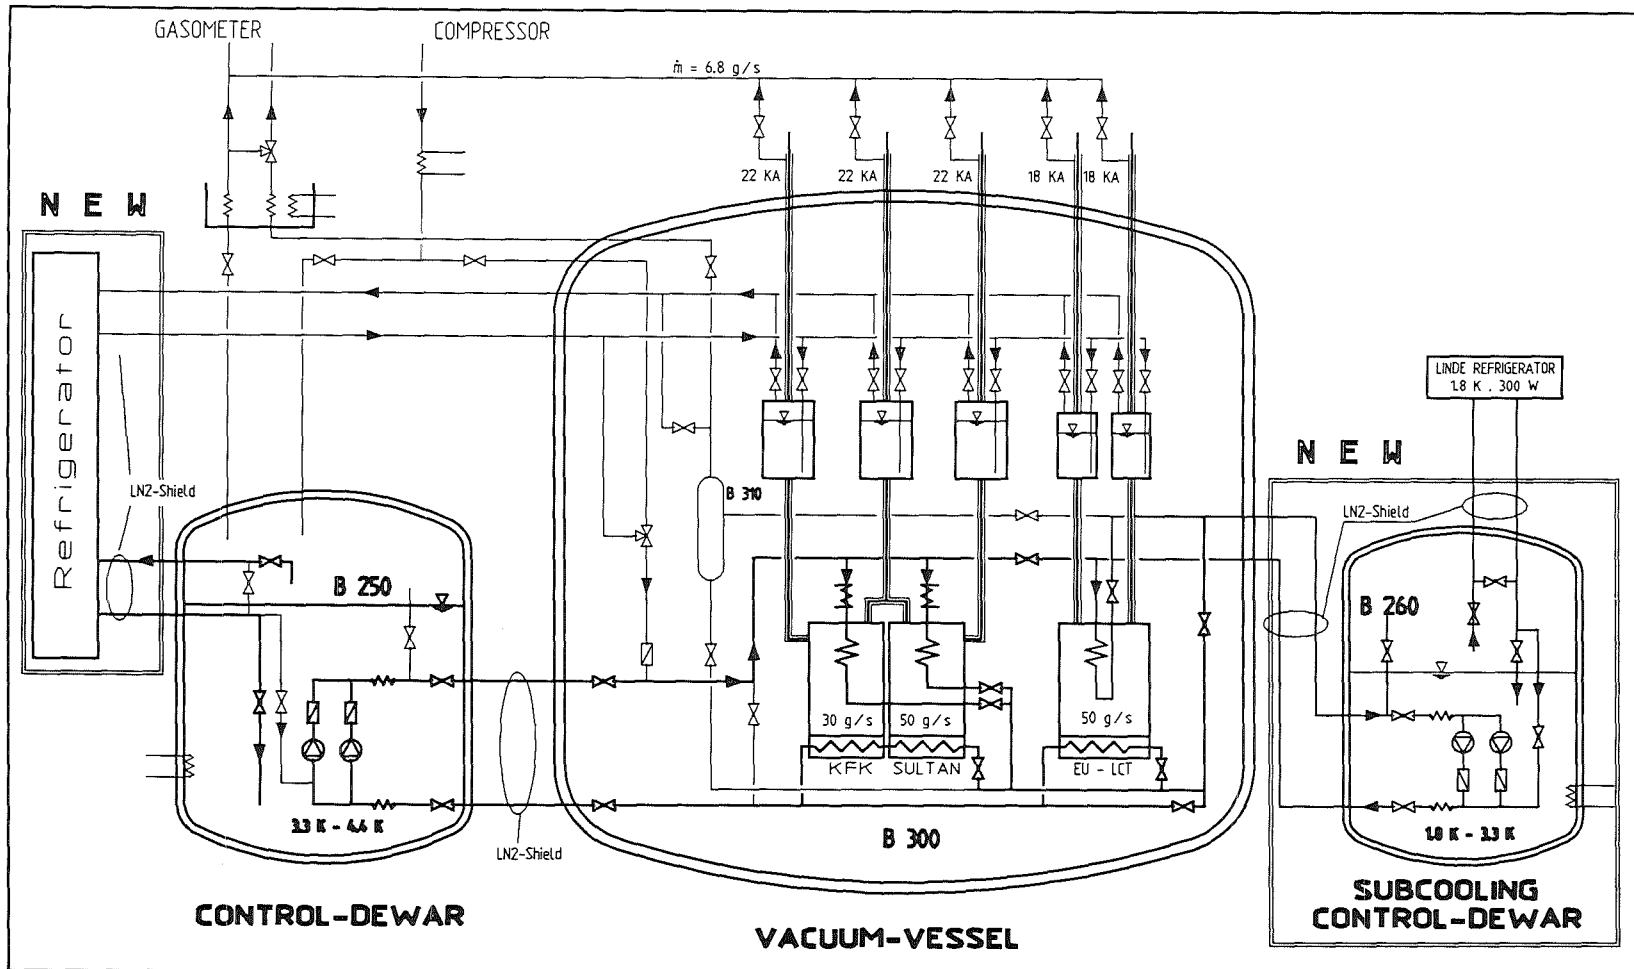 GASOMETER
COMPRESSOR
ṁ = 6.8 g/s
22 KA
22 KA
22 KA
18 KA
18 KA
N E W
Refrigerator
LN2-Shield
LINDE REFRIGERATOR
1.8 K . 300 W
N E W
LN2-Shield
B 310
B 250
B 260
30 g/s
50 g/s
50 g/s
KFK
SULTAN
EU - LCT
3.3 K - 4.4 K
LN2-Shield
B 300
1.8 K - 3.3 K
CONTROL-DEWAR
VACUUM-VESSEL
SUBCOOLING
CONTROL-DEWAR